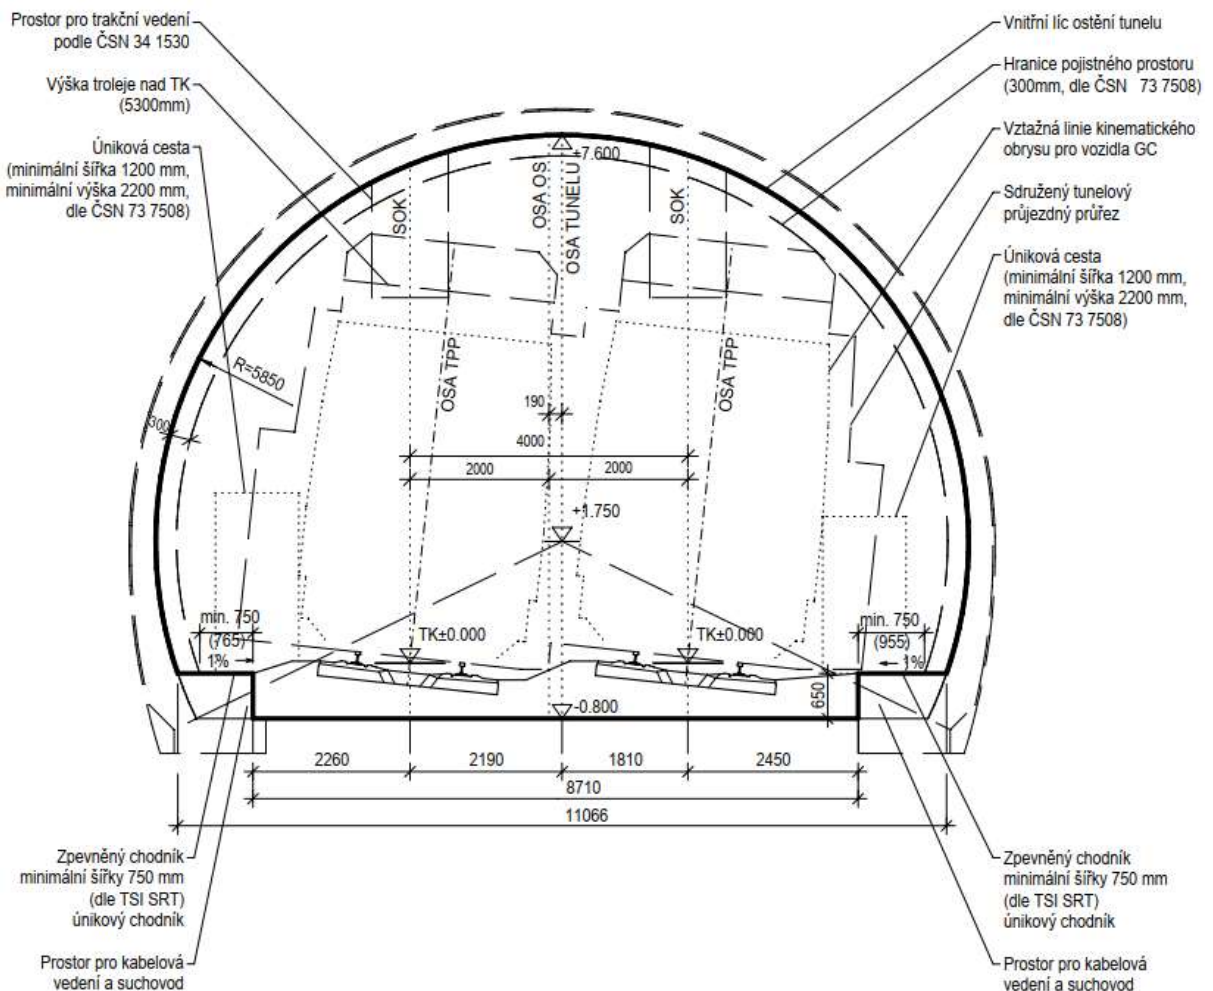 Prostor pro trakční vedení
podle ČSN 34 1530
Výška troleje nad TK
(5300mm)
Úniková cesta
(minimální šířka 1200 mm,
minimální výška 2200 mm,
dle ČSN 73 7508)
Vnitřní líc ostění tunelu
Hranice pojistného prostoru
(300mm, dle ČSN 73 7508)
Vztažná linie kinematického
obrysu pro vozidla GC
Sdružený tunelový
průjezdný průřez
Úniková cesta
(minimální šířka 1200 mm,
minimální výška 2200 mm,
dle ČSN 73 7508)
+7.600
SOK
OSA OS
OSA TUNELU
SOK
R=5850
OSA TPP
OSA TPP
300
190
4000
2000
2000
+1.750
min. 750
(765)
1%
TK±0.000
TK±0.000
min. 750
(955)
1%
650
-0.800
2260
2190
1810
2450
8710
11066
Zpevněný chodník
minimální šířky 750 mm
(dle TSI SRT)
únikový chodník
Prostor pro kabelová
vedení a suchovod
Zpevněný chodník
minimální šířky 750 mm
(dle TSI SRT)
únikový chodník
Prostor pro kabelová
vedení a suchovod